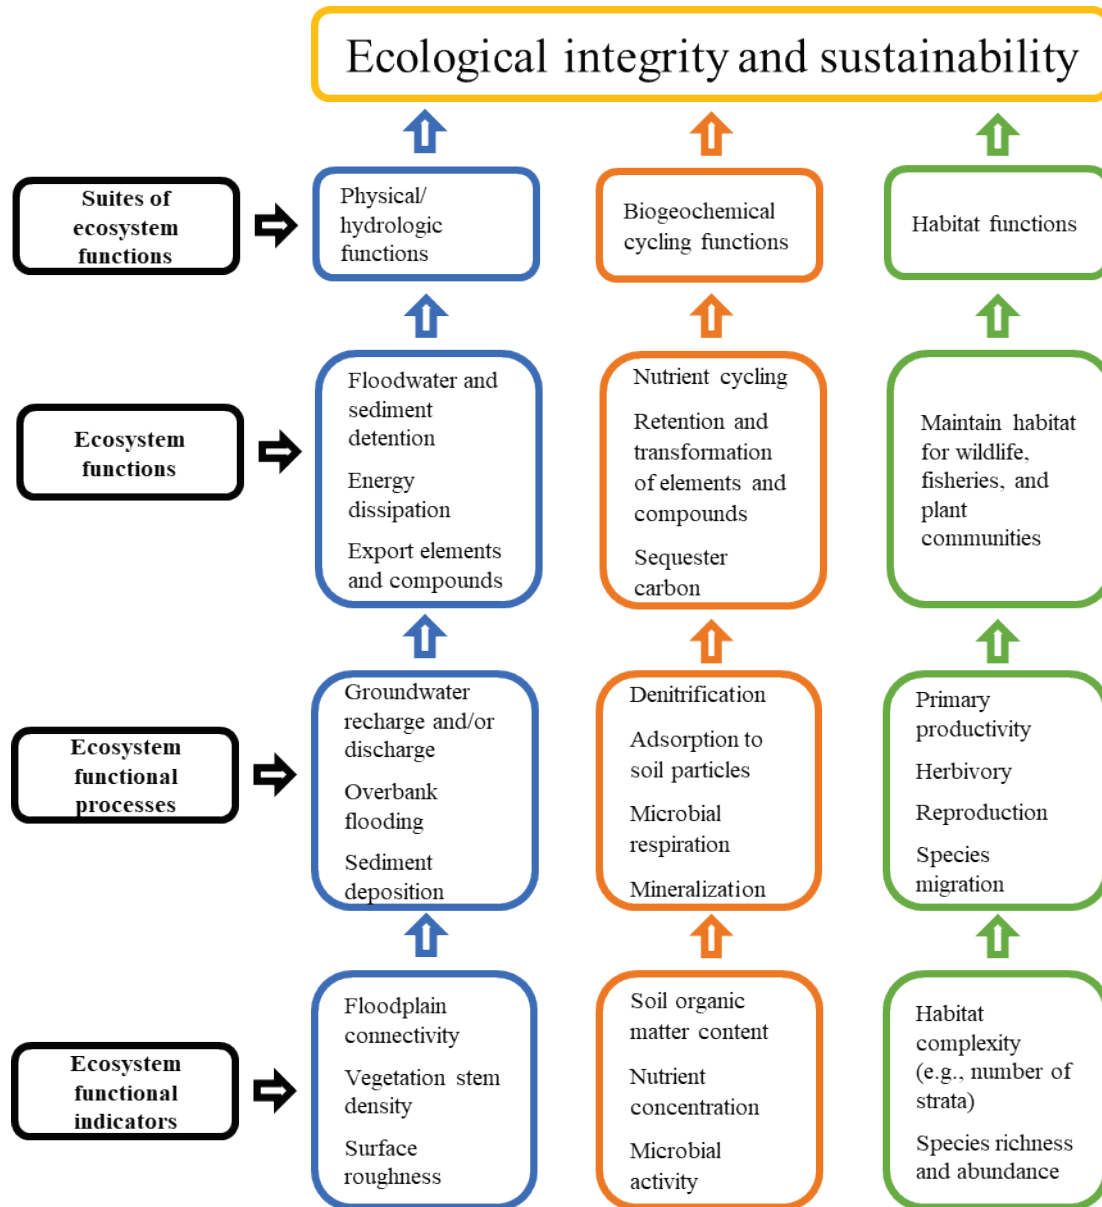 Ecological integrity and sustainability
Suites of
ecosystem
functions
Physical/
hydrologic
functions
Biogeochemical
cycling functions
Habitat functions
Ecosystem
functions
Floodwater and
sediment
detention
Energy
dissipation
Export elements
and compounds
Nutrient cycling
Retention and
transformation
of elements and
compounds
Sequester
carbon
Maintain habitat
for wildlife,
fisheries, and
plant
communities
Ecosystem
functional
processes
Groundwater
recharge and/or
discharge
Overbank
flooding
Sediment
deposition
Denitrification
Adsorption to
soil particles
Microbial
respiration
Mineralization
Primary
productivity
Herbivory
Reproduction
Species
migration
Ecosystem
functional
indicators
Floodplain
connectivity
Vegetation stem
density
Surface
roughness
Soil organic
matter content
Nutrient
concentration
Microbial
activity
Habitat
complexity
(e.g., number of
strata)
Species richness
and abundance